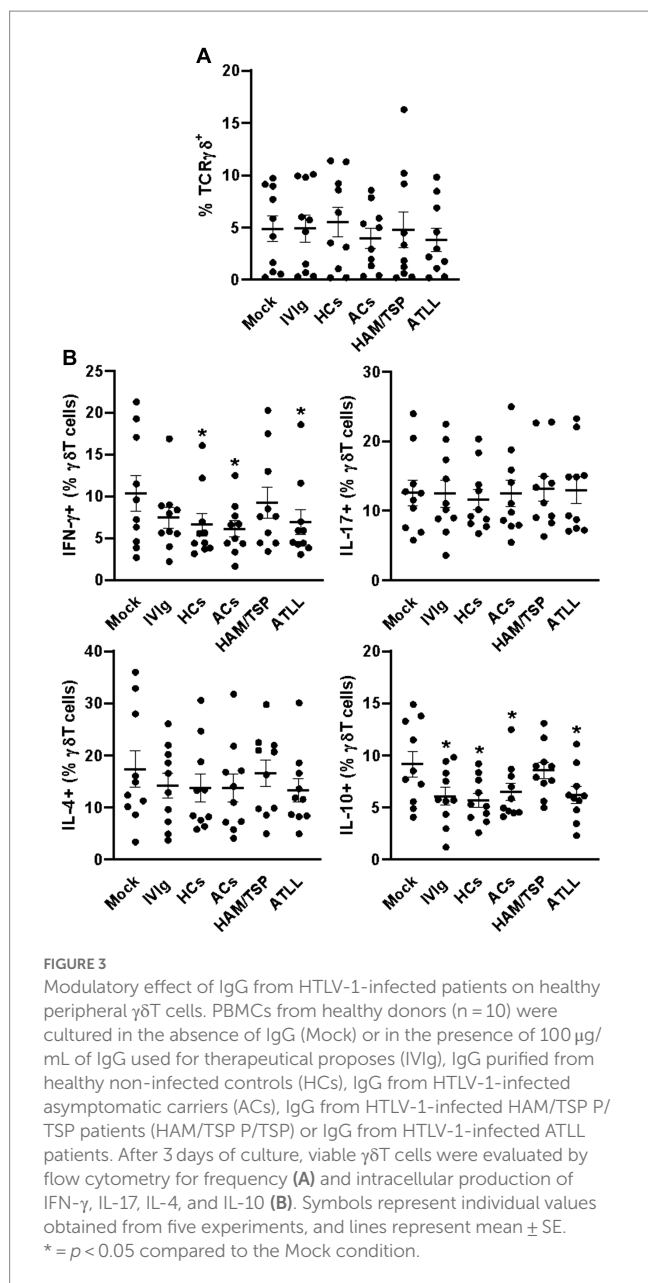 A
% TCRγδ+
20
15
10
5
0
Mock
IVIg
HCs
ACs
HAM/TSP
ATLL
B
IFN-γ+ (% γδT cells)
25
20
15
10
5
0
* * *
Mock
IVIg
HCs
ACs
HAM/TSP
ATLL
IL-17+ (% γδT cells)
30
20
10
0
Mock
IVIg
HCs
ACs
HAM/TSP
ATLL
IL-4+ (% γδT cells)
40
30
20
10
0
Mock
IVIg
HCs
ACs
HAM/TSP
ATLL
IL-10+ (% γδT cells)
20
15
10
5
0
* * * *
Mock
IVIg
HCs
ACs
HAM/TSP
ATLL
FIGURE 3
Modulatory effect of IgG from HTLV-1-infected patients on healthy
peripheral γδT cells. PBMCs from healthy donors (n = 10) were
cultured in the absence of IgG (Mock) or in the presence of 100 μg/
mL of IgG used for therapeutical proposes (IVIg), IgG purified from
healthy non-infected controls (HCs), IgG from HTLV-1-infected
asymptomatic carriers (ACs), IgG from HTLV-1-infected HAM/TSP P/
TSP patients (HAM/TSP P/TSP) or IgG from HTLV-1-infected ATLL
patients. After 3 days of culture, viable γδT cells were evaluated by
flow cytometry for frequency (A) and intracellular production of
IFN-γ, IL-17, IL-4, and IL-10 (B). Symbols represent individual values
obtained from five experiments, and lines represent mean ± SE.
* = p < 0.05 compared to the Mock condition.